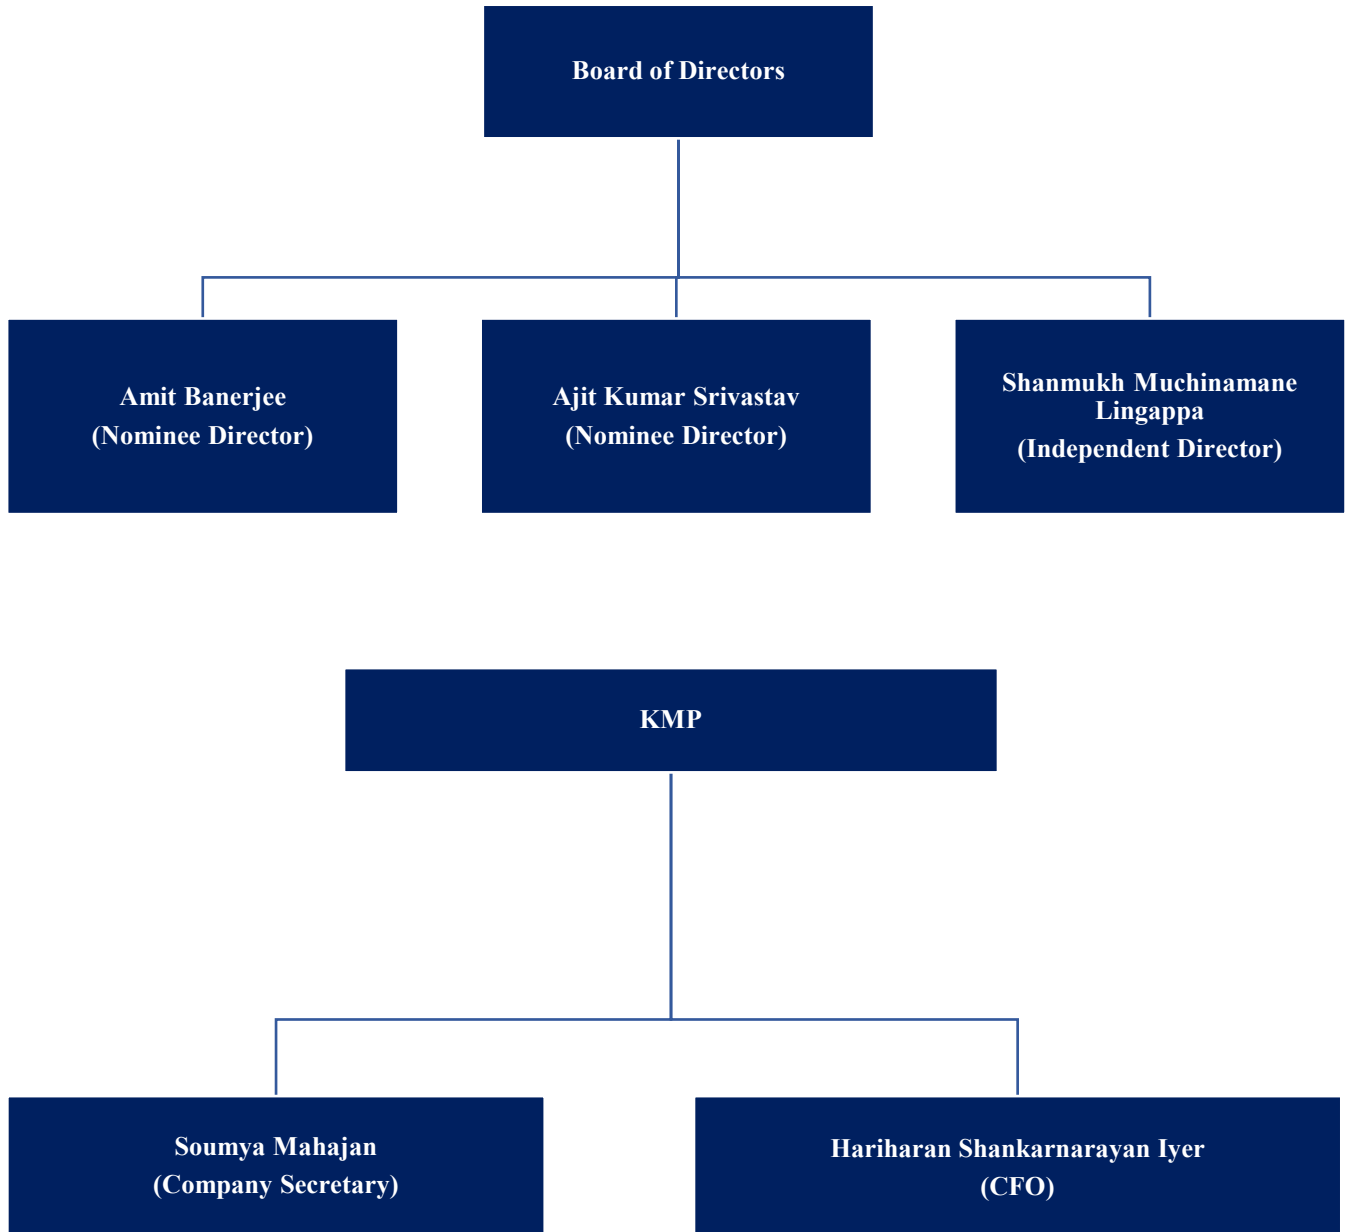 Board of Directors
Amit Banerjee
(Nominee Director)
Ajit Kumar Srivastav
(Nominee Director)
Shanmukh Muchinamane
Lingappa
(Independent Director)
KMP
Soumya Mahajan
(Company Secretary)
Hariharan Shankarnarayan Iyer
(CFO)